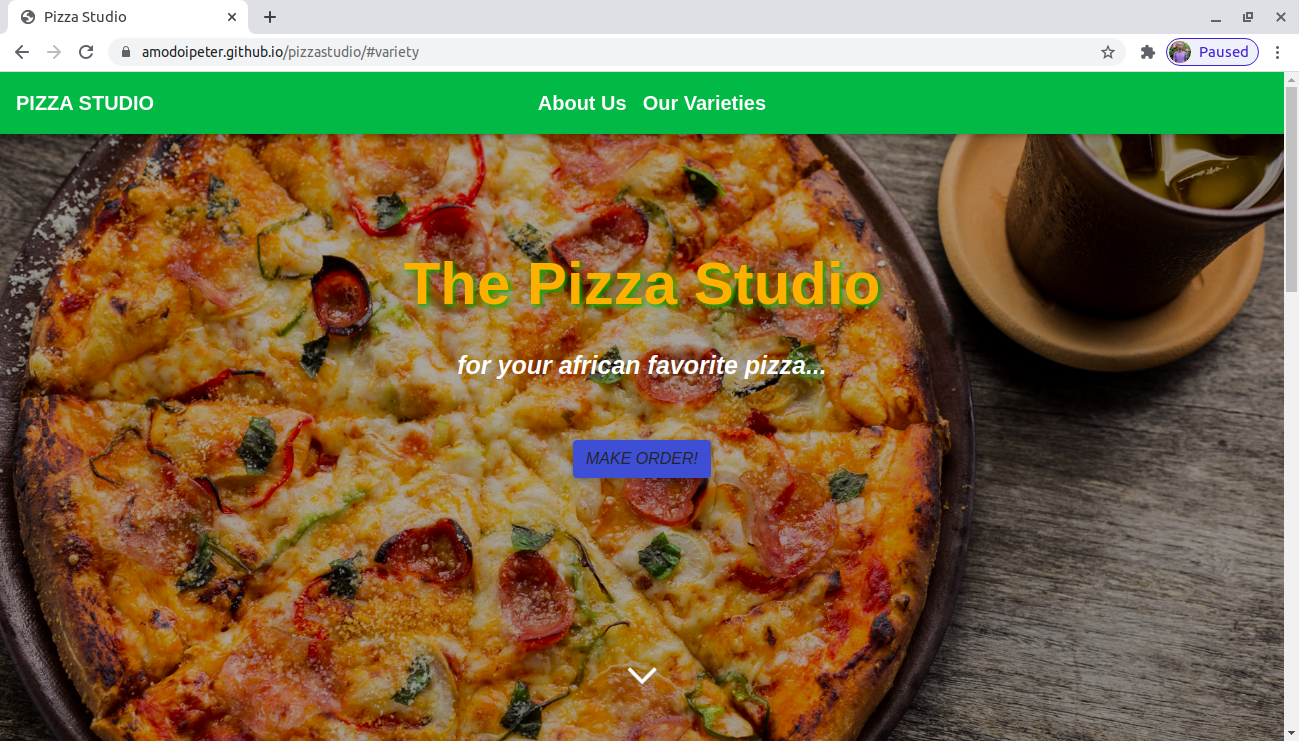 Pizza Studio
amodoipeter.github.io/pizzastudio/#variety
Paused
PIZZA STUDIO
About Us
Our Varieties
The Pizza Studio
for your african favorite pizza...
MAKE ORDER!